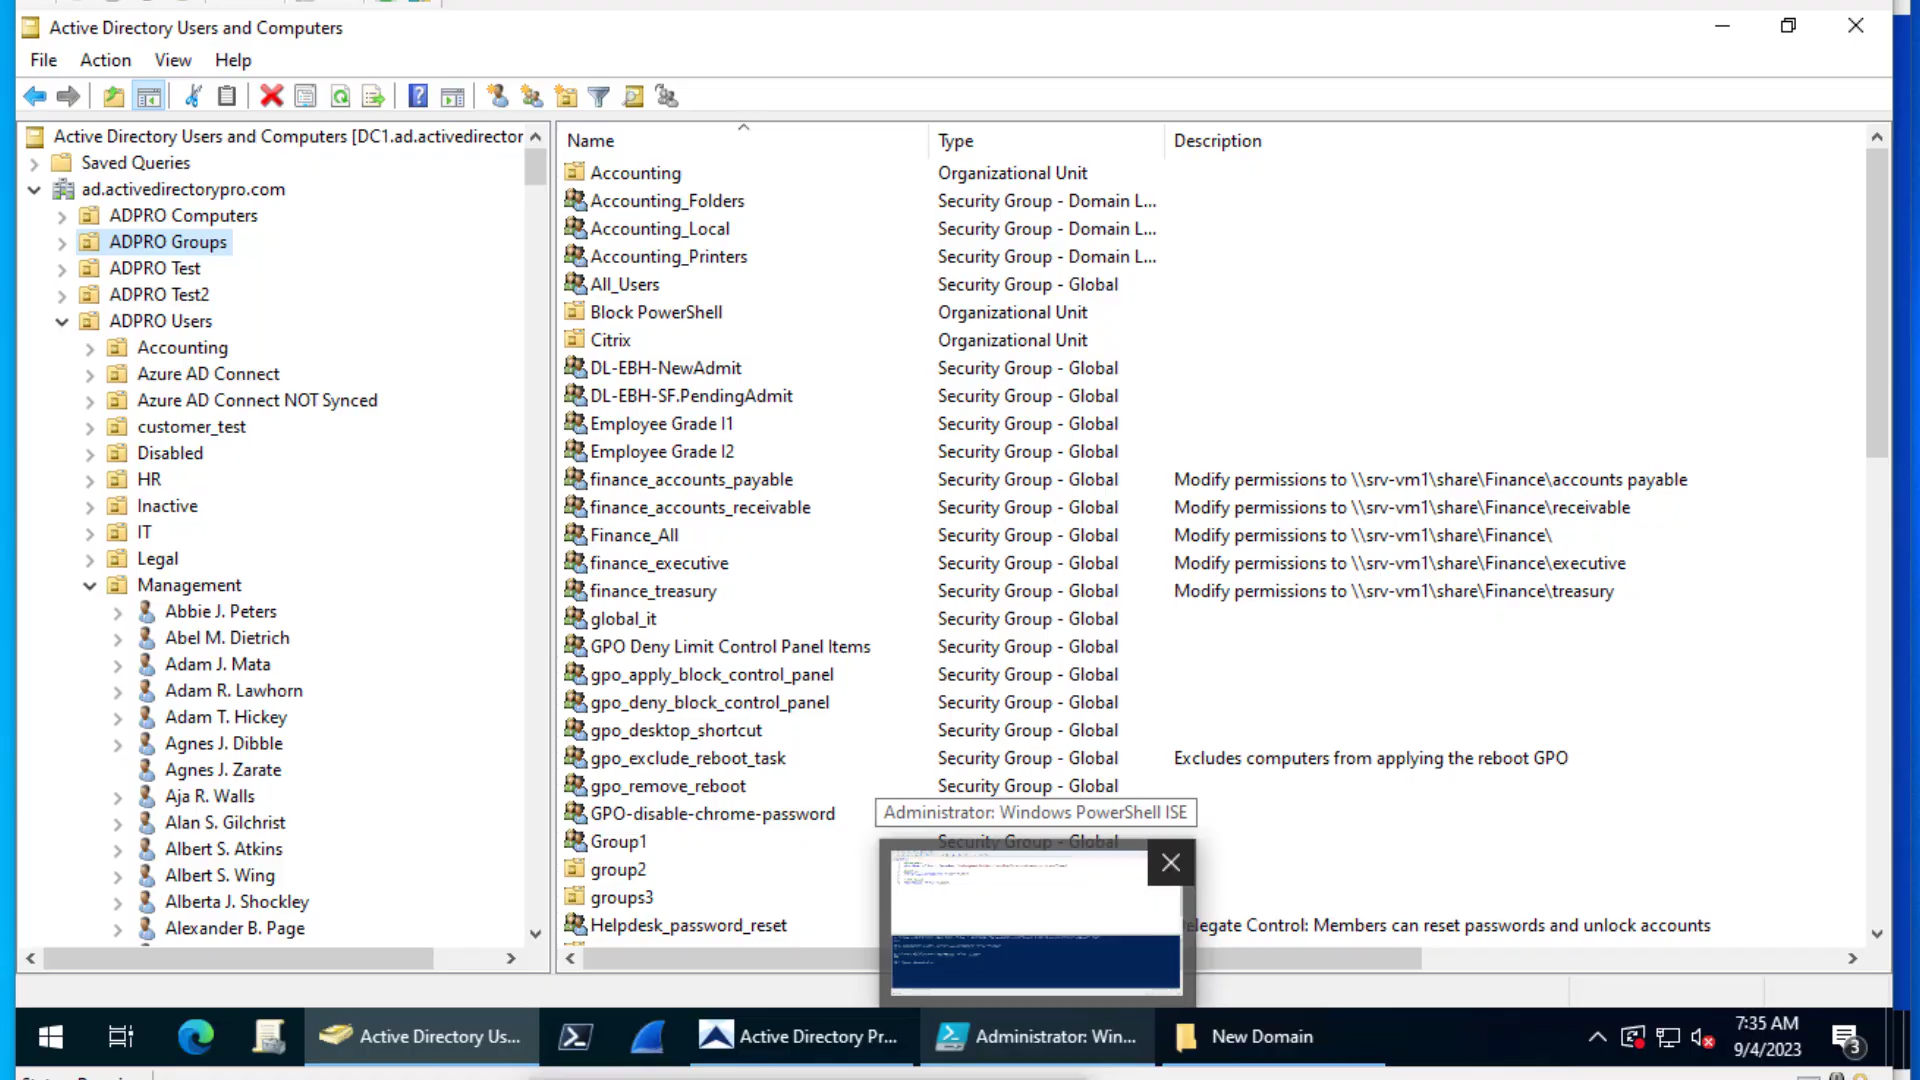 Active Directory Users and Computers
File Action View Help
Active Directory Users and Computers [DC1.ad.activedirector
Saved Queries
ad.activedirectorypro.com
ADPRO Computers
ADPRO Groups
ADPRO Test
ADPRO Test2
ADPRO Users
Accounting
Azure AD Connect
Azure AD Connect NOT Synced
customer_test
Disabled
HR
Inactive
IT
Legal
Management
Abbie J. Peters
Abel M. Dietrich
Adam J. Mata
Adam R. Lawhorn
Adam T. Hickey
Agnes J. Dibble
Agnes J. Zarate
Aja R. Walls
Alan S. Gilchrist
Albert S. Atkins
Albert S. Wing
Alberta J. Shockley
Alexander B. Page
Name Type Description
Accounting Organizational Unit
Accounting_Folders Security Group - Domain L...
Accounting_Local Security Group - Domain L...
Accounting_Printers Security Group - Domain L...
All_Users Security Group - Global
Block PowerShell Organizational Unit
Citrix Organizational Unit
DL-EBH-NewAdmit Security Group - Global
DL-EBH-SF.PendingAdmit Security Group - Global
Employee Grade I1 Security Group - Global
Employee Grade I2 Security Group - Global
finance_accounts_payable Security Group - Global Modify permissions to \\srv-vm1\share\Finance\accounts payable
finance_accounts_receivable Security Group - Global Modify permissions to \\srv-vm1\share\Finance\receivable
Finance_All Security Group - Global Modify permissions to \\srv-vm1\share\Finance\
finance_executive Security Group - Global Modify permissions to \\srv-vm1\share\Finance\executive
finance_treasury Security Group - Global Modify permissions to \\srv-vm1\share\Finance\treasury
global_it Security Group - Global
GPO Deny Limit Control Panel Items Security Group - Global
gpo_apply_block_control_panel Security Group - Global
gpo_deny_block_control_panel Security Group - Global
gpo_desktop_shortcut Security Group - Global
gpo_exclude_reboot_task Security Group - Global Excludes computers from applying the reboot GPO
gpo_remove_reboot Security Group - Global
GPO-disable-chrome-password Administrator: Windows PowerShell ISE
Group1 Security Group - Global
group2
groups3
Helpdesk_password_reset elegate Control: Members can reset passwords and unlock accounts
Active Directory Us... Active Directory Pr... Administrator: Win... New Domain
7:35 AM
9/4/2023
3